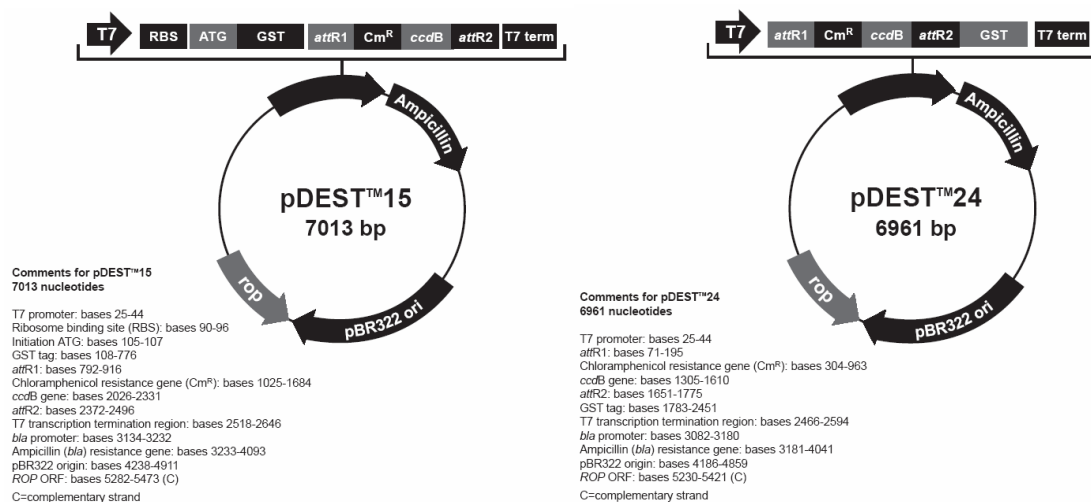 T7 RBS ATG GST attR1 CmR ccdB attR2 T7 term
Ampicillin
pDEST™15
7013 bp
rop
pBR322 ori
Comments for pDEST™15
7013 nucleotides
T7 promoter: bases 25-44
Ribosome binding site (RBS): bases 90-96
Initiation ATG: bases 105-107
GST tag: bases 108-776
attR1: bases 792-916
Chloramphenicol resistance gene (CmR): bases 1025-1684
ccdB gene: bases 2026-2331
attR2: bases 2372-2496
T7 transcription termination region: bases 2518-2646
bla promoter: bases 3134-3232
Ampicillin (bla) resistance gene: bases 3233-4093
pBR322 origin: bases 4238-4911
ROP ORF: bases 5282-5473 (C)
C=complementary strand
T7 attR1 CmR ccdB attR2 GST T7 term
Ampicillin
pDEST™24
6961 bp
rop
pBR322 ori
Comments for pDEST™24
6961 nucleotides
T7 promoter: bases 25-44
attR1: bases 71-195
Chloramphenicol resistance gene (CmR): bases 304-963
ccdB gene: bases 1305-1610
attR2: bases 1651-1775
GST tag: bases 1783-2451
T7 transcription termination region: bases 2466-2594
bla promoter: bases 3082-3180
Ampicillin (bla) resistance gene: bases 3181-4041
pBR322 origin: bases 4186-4859
ROP ORF: bases 5230-5421 (C)
C=complementary strand